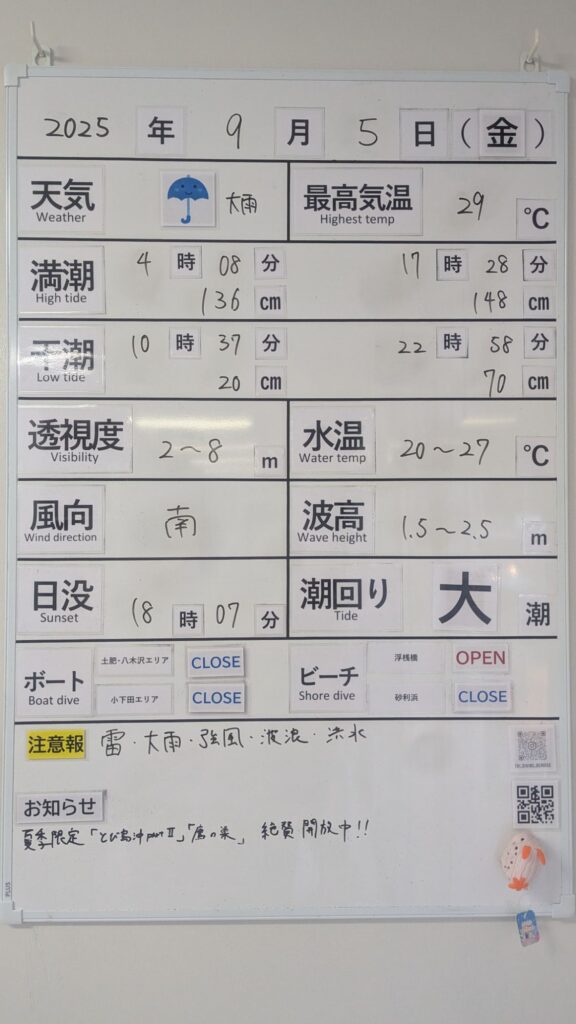 2025 年 9 月 5 日 (金)
天気 大雨 最高気温 29 ℃
Weather Highest temp
満潮 4 時 08 分 17 時 28 分
High tide 136 cm 148 cm
干潮 10 時 37 分 22 時 58 分
Low tide 20 cm 70 cm
透視度 2〜8 m 水温 20〜27 ℃
Visibility Water temp
風向 南 波高 1.5〜2.5 m
Wind direction Wave height
日没 18 時 07 分 潮回り 大 潮
Sunset Tide
ボート 土肥・八木沢エリア CLOSE ビーチ 浮桟橋 OPEN
Boat dive 小下田エリア CLOSE Shore dive 砂利浜 CLOSE
注意報 雷・大雨・強風・波浪・洪水
お知らせ
夏季限定「とび島沖 part Ⅱ」「鷹の巣」 絶賛 開放中!!
PLUS